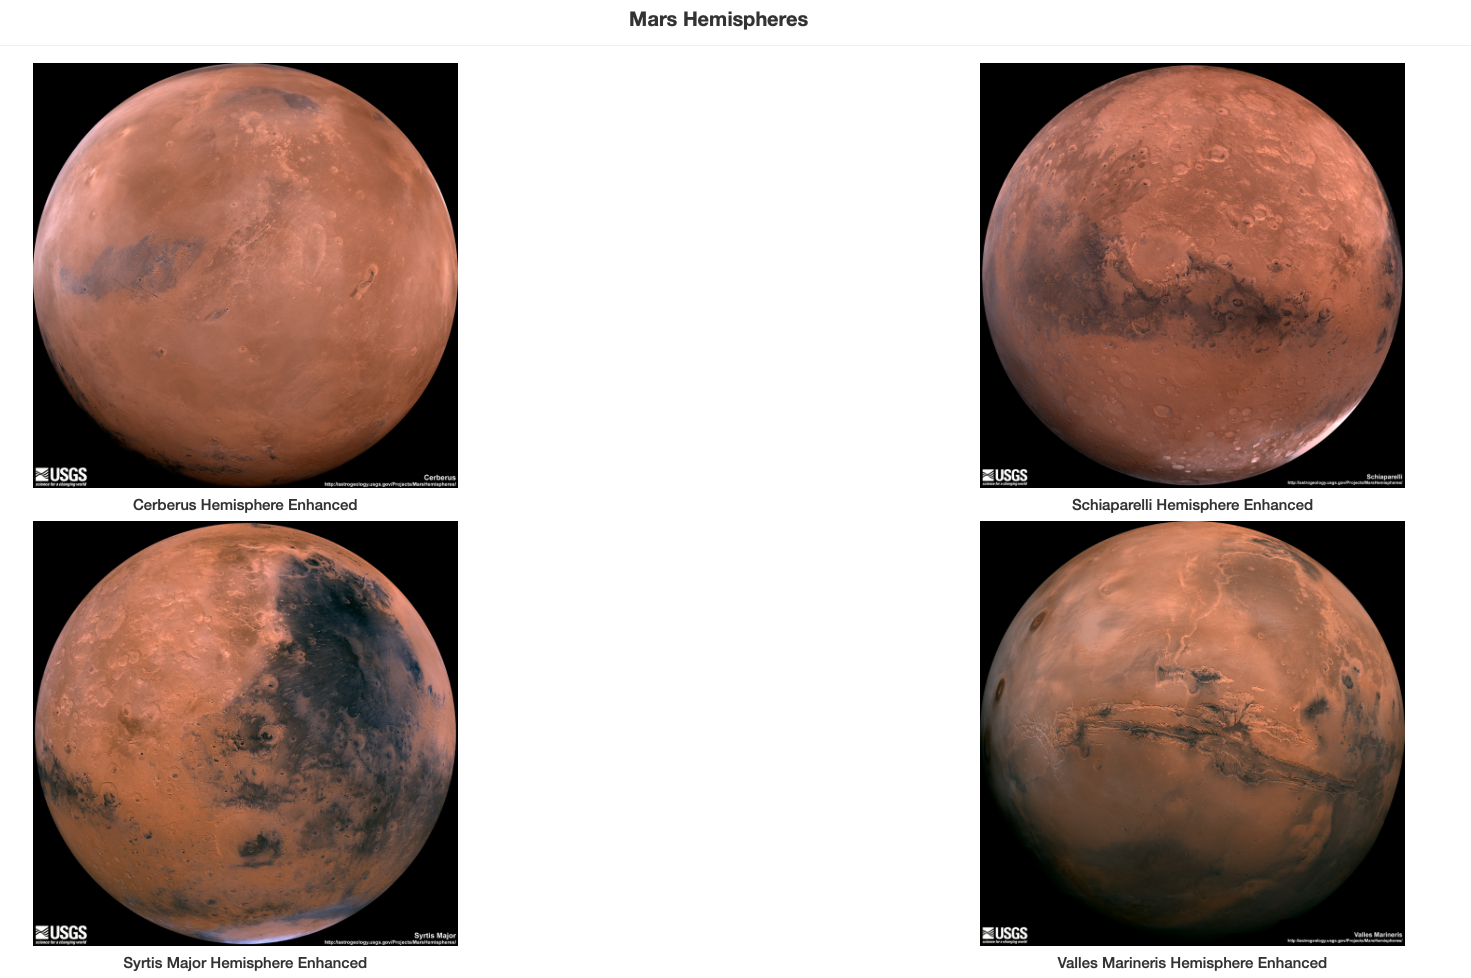 Mars Hemispheres
USGS
science for a changing world
Cerberus
http://astrogeology.usgs.gov/Projects/MarsHemispheres/
Cerberus Hemisphere Enhanced
USGS
science for a changing world
Schiaparelli
http://astrogeology.usgs.gov/Projects/MarsHemispheres/
Schiaparelli Hemisphere Enhanced
USGS
science for a changing world
Syrtis Major
http://astrogeology.usgs.gov/Projects/MarsHemispheres/
Syrtis Major Hemisphere Enhanced
USGS
science for a changing world
Valles Marineris
http://astrogeology.usgs.gov/Projects/MarsHemispheres/
Valles Marineris Hemisphere Enhanced